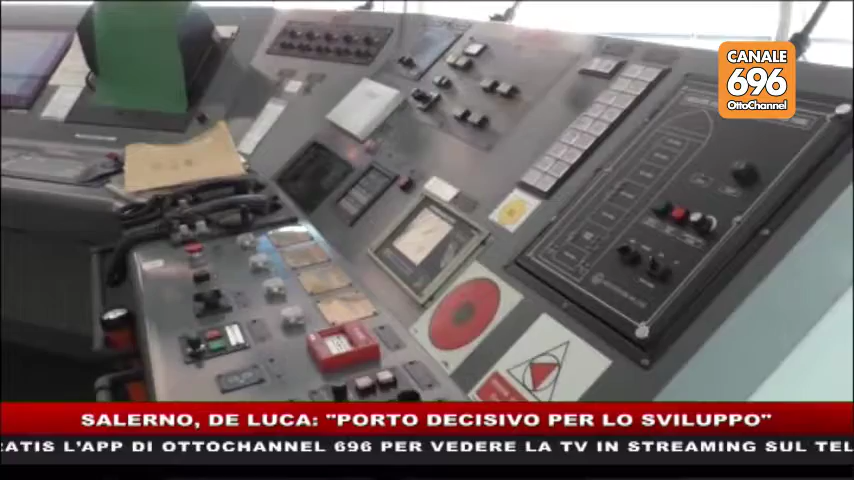 CANALE
696
OttoChannel
SALERNO, DE LUCA: "PORTO DECISIVO PER LO SVILUPPO"
RATIS L'APP DI OTTOCHANNEL 696 PER VEDERE LA TV IN STREAMING SUL TEL